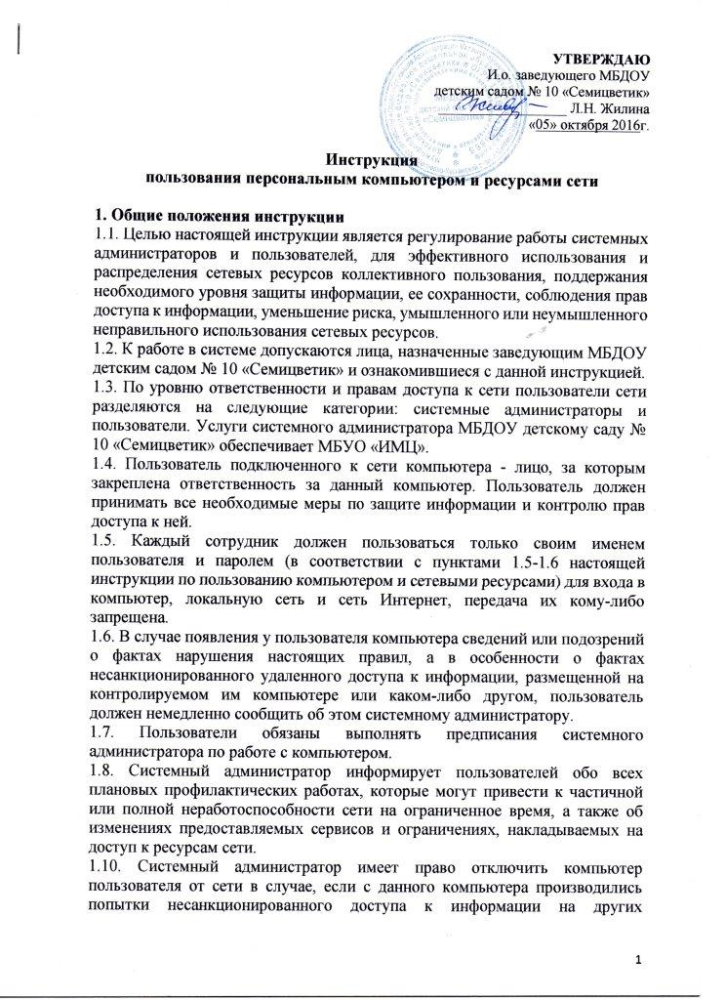 УТВЕРЖДАЮ
И.о. заведующего МБДОУ
детским садом № 10 «Семицветик»
Л.Н. Жилина
«05» октября 2016г.
Инструкция
пользования персональным компьютером и ресурсами сети
1. Общие положения инструкции
1.1. Целью настоящей инструкции является регулирование работы системных
администраторов и пользователей, для эффективного использования и
распределения сетевых ресурсов коллективного пользования, поддержания
необходимого уровня защиты информации, ее сохранности, соблюдения прав
доступа к информации, уменьшение риска, умышленного или неумышленного
неправильного использования сетевых ресурсов.
1.2. К работе в системе допускаются лица, назначенные заведующим МБДОУ
детским садом № 10 «Семицветик» и ознакомившиеся с данной инструкцией.
1.3. По уровню ответственности и правам доступа к сети пользователи сети
разделяются на следующие категории: системные администраторы и
пользователи. Услуги системного администратора МБДОУ детскому саду №
10 «Семицветик» обеспечивает МБУО «ИМЦ».
1.4. Пользователь подключенного к сети компьютера - лицо, за которым
закреплена ответственность за данный компьютер. Пользователь должен
принимать все необходимые меры по защите информации и контролю прав
доступа к ней.
1.5. Каждый сотрудник должен пользоваться только своим именем
пользователя и паролем (в соответствии с пунктами 1.5-1.6 настоящей
инструкции по пользованию компьютером и сетевыми ресурсами) для входа в
компьютер, локальную сеть и сеть Интернет, передача их кому-либо
запрещена.
1.6. В случае появления у пользователя компьютера сведений или подозрений
о фактах нарушения настоящих правил, а в особенности о фактах
несанкционированного удаленного доступа к информации, размещенной на
контролируемом им компьютере или каком-либо другом, пользователь
должен немедленно сообщить об этом системному администратору.
1.7. Пользователи обязаны выполнять предписания системного
администратора по работе с компьютером.
1.8. Системный администратор информирует пользователей обо всех
плановых профилактических работах, которые могут привести к частичной
или полной неработоспособности сети на ограниченное время, а также об
изменениях предоставляемых сервисов и ограничениях, накладываемых на
доступ к ресурсам сети.
1.10. Системный администратор имеет право отключить компьютер
пользователя от сети в случае, если с данного компьютера производились
попытки несанкционированного доступа к информации на других
1